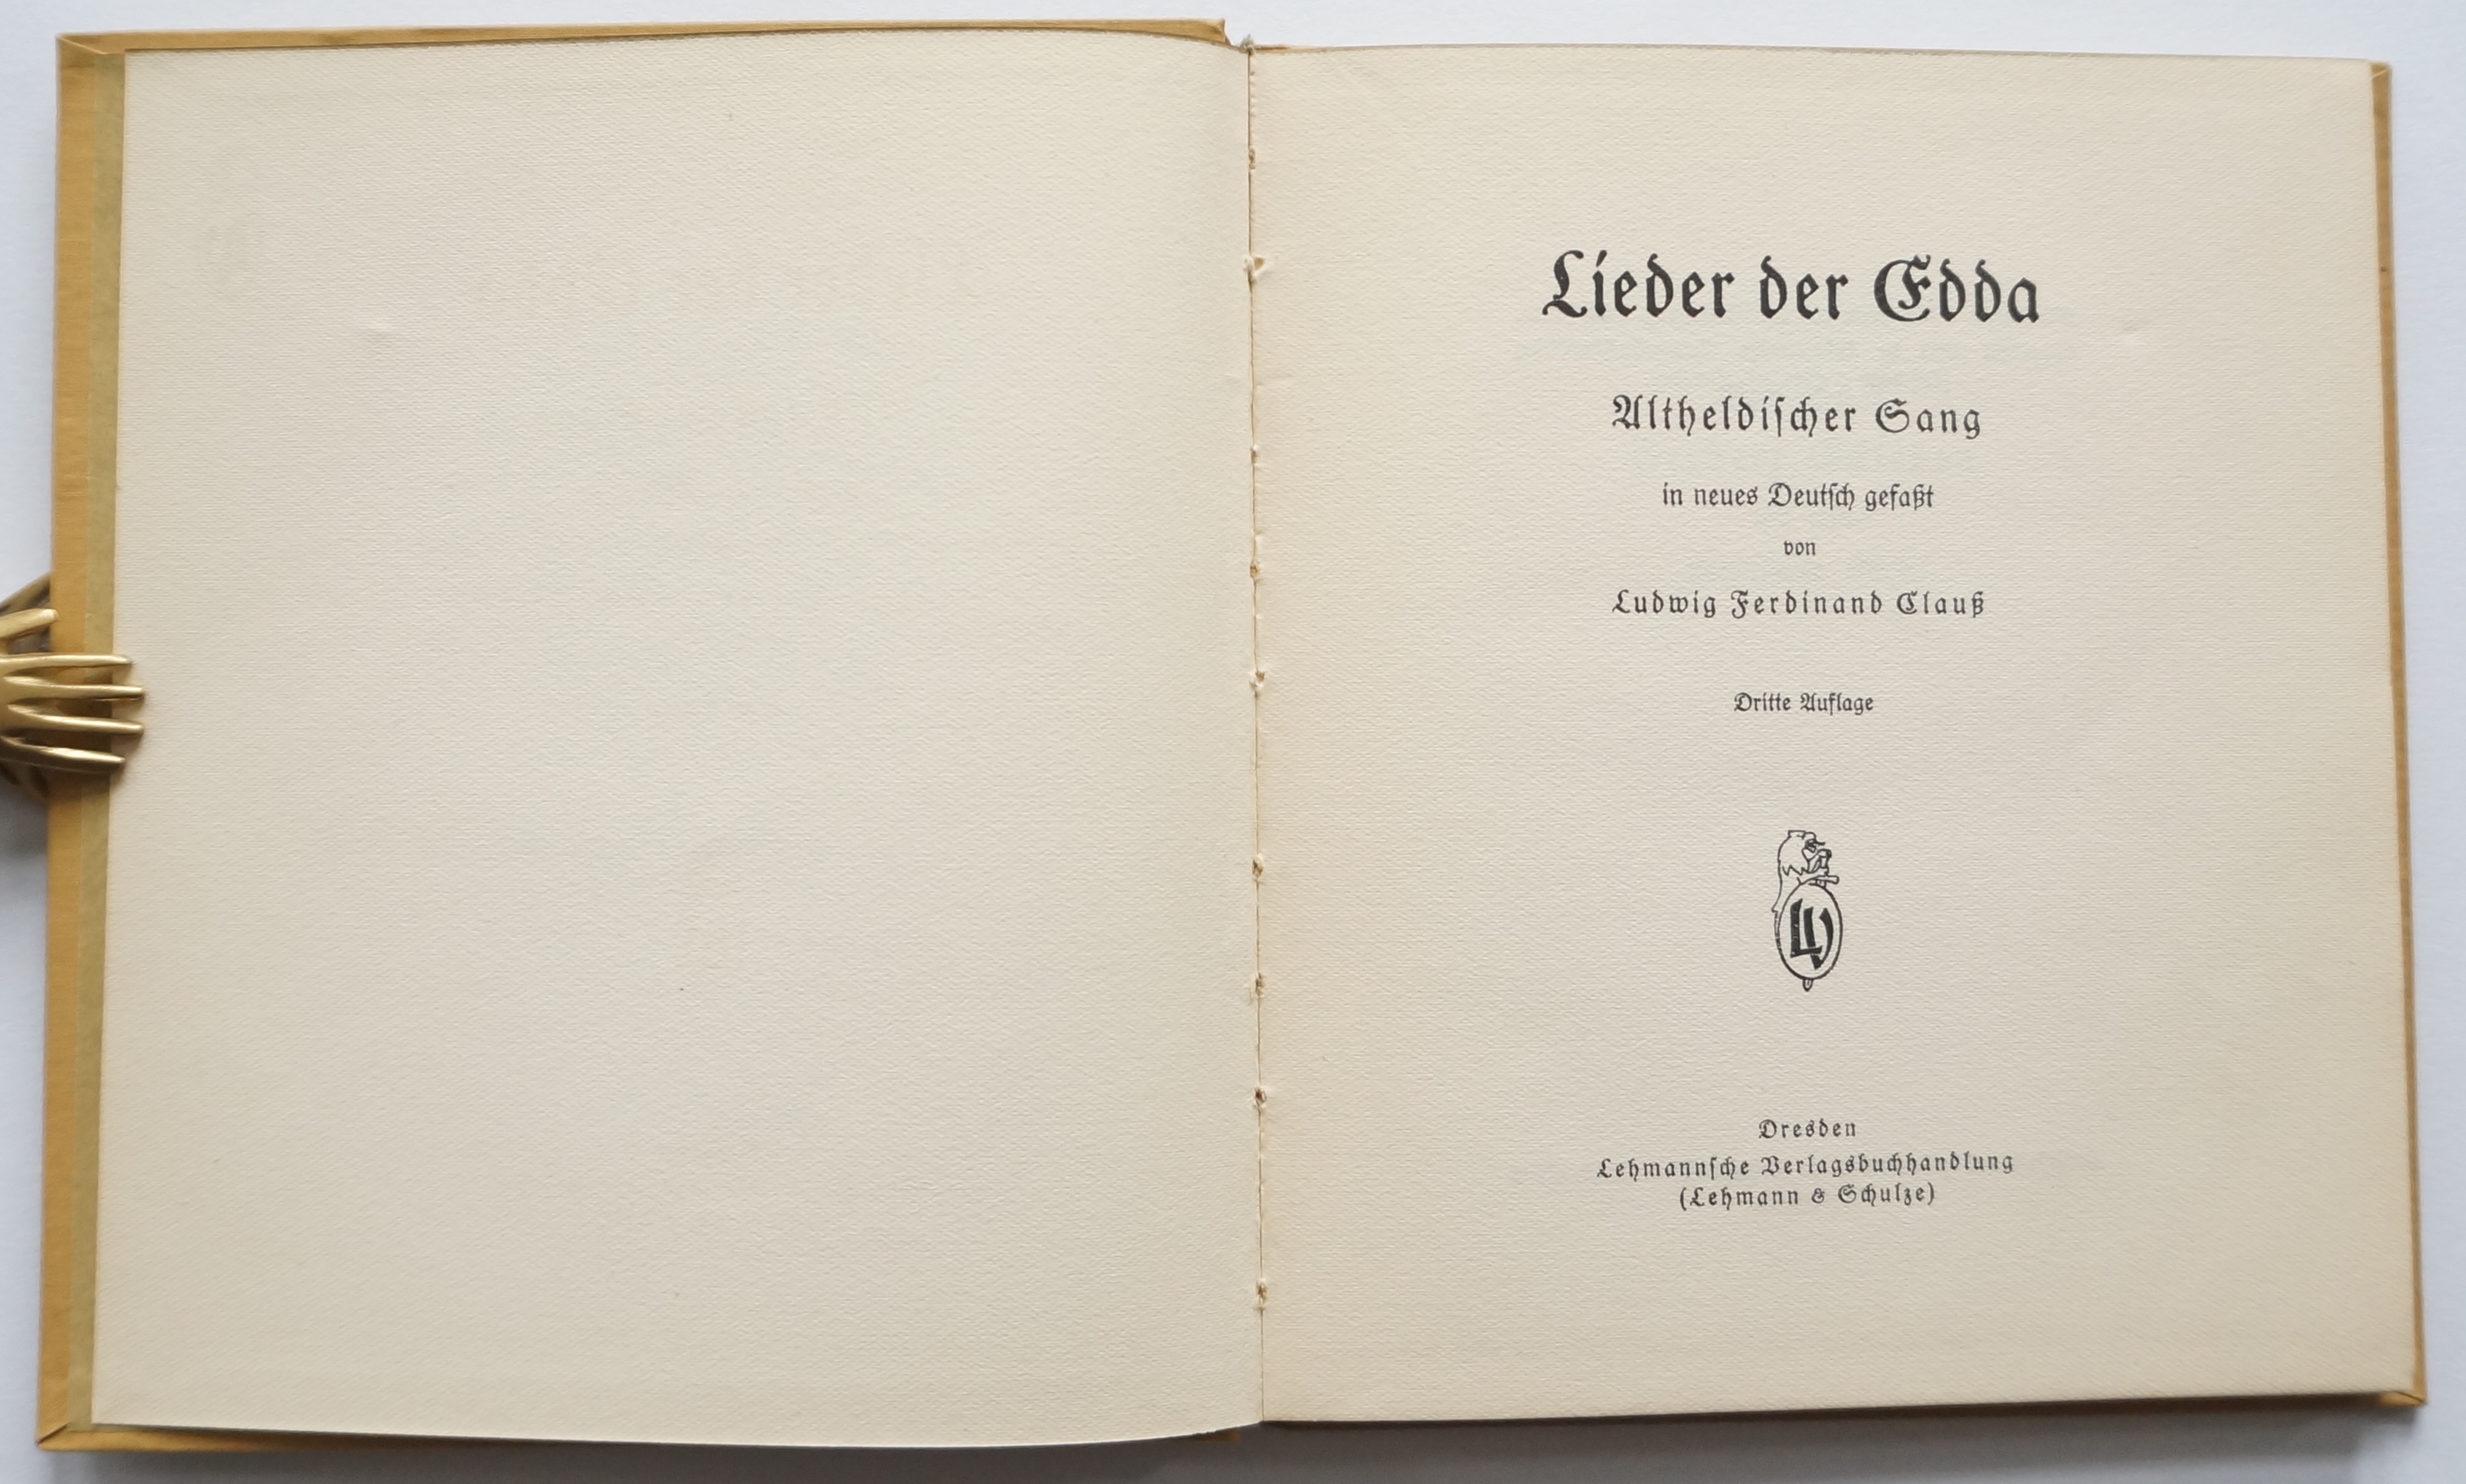 Lieder der Edda
Altheldiſcher Sang
in neues Deutſch gefaßt
von
Ludwig Ferdinand Clauß
Dritte Auflage
LV
Dresden
Lehmannſche Verlagsbuchhandlung
(Lehmann & Schulze)